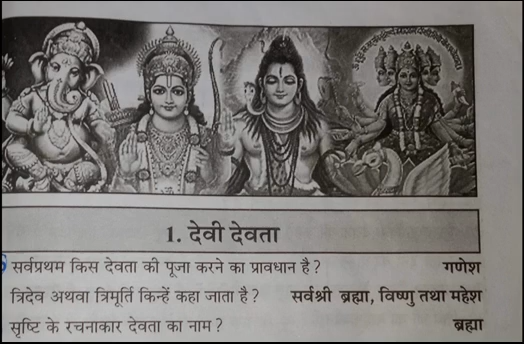 1. देवी देवता
सर्वप्रथम किस देवता की पूजा करने का प्रावधान है ? गणेश
त्रिदेव अथवा त्रिमूर्ति किन्हें कहा जाता है ? सर्वश्री ब्रह्मा, विष्णु तथा महेश
सृष्टि के रचनाकार देवता का नाम ? ब्रह्मा